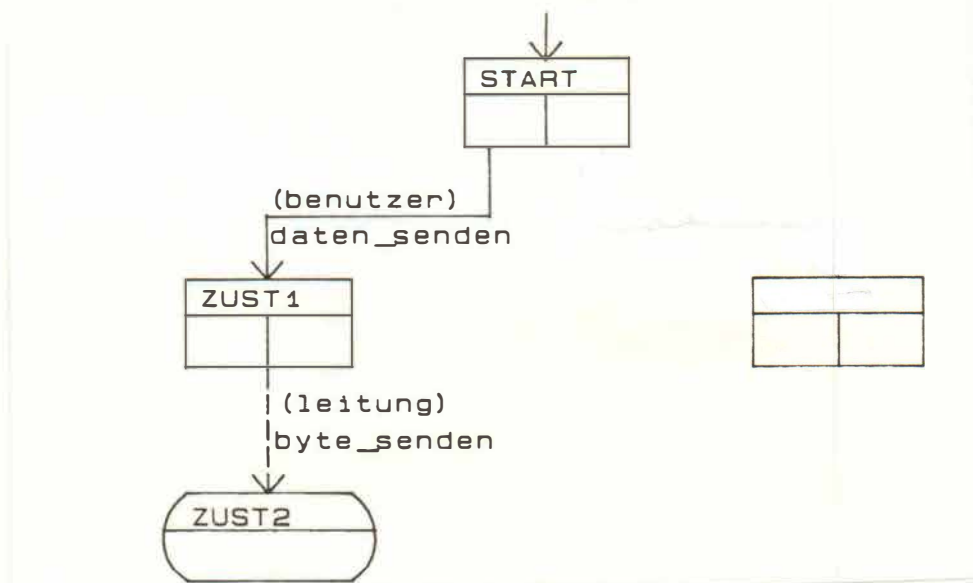 START
(benutzer)
daten_senden
ZUST1
(leitung)
byte_senden
ZUST2